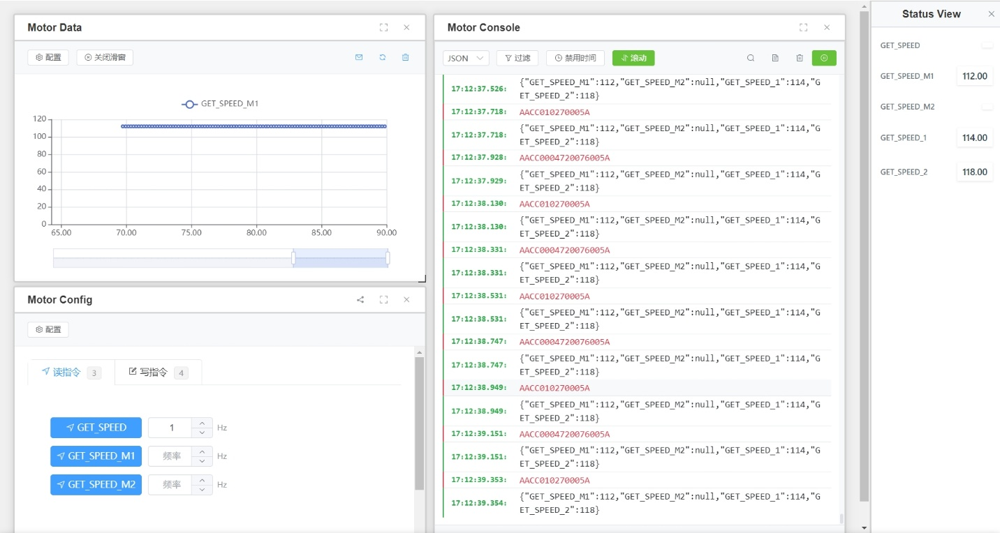 Motor Data
配置
关闭滑窗
GET_SPEED_M1
120
100
80
60
40
20
0
65.00 70.00 75.00 80.00 85.00 90.00
Motor Config
配置
读指令 3
写指令 4
GET_SPEED 1 Hz
GET_SPEED_M1 频率 Hz
GET_SPEED_M2 频率 Hz
Motor Console
JSON 过滤 禁用时间 滚动
17:12:37.526: {"GET_SPEED_M1":112,"GET_SPEED_M2":null,"GET_SPEED_1":114,"G
ET_SPEED_2":118}
17:12:37.718: AACC010270005A
17:12:37.718: {"GET_SPEED_M1":112,"GET_SPEED_M2":null,"GET_SPEED_1":114,"G
ET_SPEED_2":118}
17:12:37.928: AACC0004720076005A
17:12:37.929: {"GET_SPEED_M1":112,"GET_SPEED_M2":null,"GET_SPEED_1":114,"G
ET_SPEED_2":118}
17:12:38.130: AACC010270005A
17:12:38.130: {"GET_SPEED_M1":112,"GET_SPEED_M2":null,"GET_SPEED_1":114,"G
ET_SPEED_2":118}
17:12:38.331: AACC0004720076005A
17:12:38.331: {"GET_SPEED_M1":112,"GET_SPEED_M2":null,"GET_SPEED_1":114,"G
ET_SPEED_2":118}
17:12:38.531: AACC010270005A
17:12:38.531: {"GET_SPEED_M1":112,"GET_SPEED_M2":null,"GET_SPEED_1":114,"G
ET_SPEED_2":118}
17:12:38.747: AACC0004720076005A
17:12:38.747: {"GET_SPEED_M1":112,"GET_SPEED_M2":null,"GET_SPEED_1":114,"G
ET_SPEED_2":118}
17:12:38.949: AACC010270005A
17:12:38.949: {"GET_SPEED_M1":112,"GET_SPEED_M2":null,"GET_SPEED_1":114,"G
ET_SPEED_2":118}
17:12:39.151: AACC0004720076005A
17:12:39.151: {"GET_SPEED_M1":112,"GET_SPEED_M2":null,"GET_SPEED_1":114,"G
ET_SPEED_2":118}
17:12:39.353: AACC010270005A
17:12:39.354: {"GET_SPEED_M1":112,"GET_SPEED_M2":null,"GET_SPEED_1":114,"G
ET_SPEED_2":118}
Status View
GET_SPEED
GET_SPEED_M1 112.00
GET_SPEED_M2
GET_SPEED_1 114.00
GET_SPEED_2 118.00